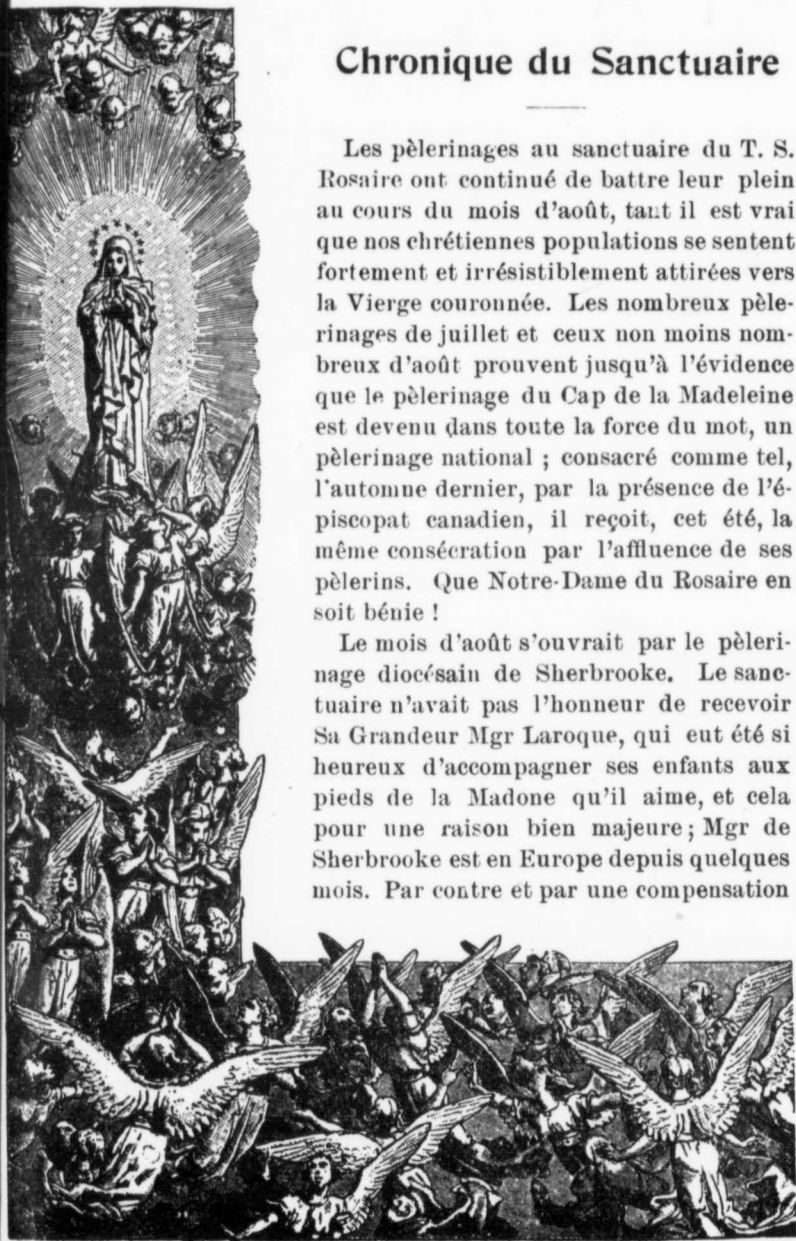 Chronique du Sanctuaire
Les pèlerinages au sanctuaire du T. S.
Rosaire ont continué de battre leur plein
au cours du mois d'août, tant il est vrai
que nos chrétiennes populations se sentent
fortement et irrésistiblement attirées vers
la Vierge couronnée. Les nombreux pèle-
rinages de juillet et ceux non moins nom-
breux d'août prouvent jusqu'à l'évidence
que le pèlerinage du Cap de la Madeleine
est devenu dans toute la force du mot, un
pèlerinage national ; consacré comme tel,
l'automne dernier, par la présence de l'é-
piscopat canadien, il reçoit, cet été, la
même consécration par l'affluence de ses
pèlerins. Que Notre-Dame du Rosaire en
soit bénie !
Le mois d'août s'ouvrait par le pèleri-
nage diocésain de Sherbrooke. Le sanc-
tuaire n'avait pas l'honneur de recevoir
Sa Grandeur Mgr Laroque, qui eut été si
heureux d'accompagner ses enfants aux
pieds de la Madone qu'il aime, et cela
pour une raison bien majeure ; Mgr de
Sherbrooke est en Europe depuis quelques
mois. Par contre et par une compensation